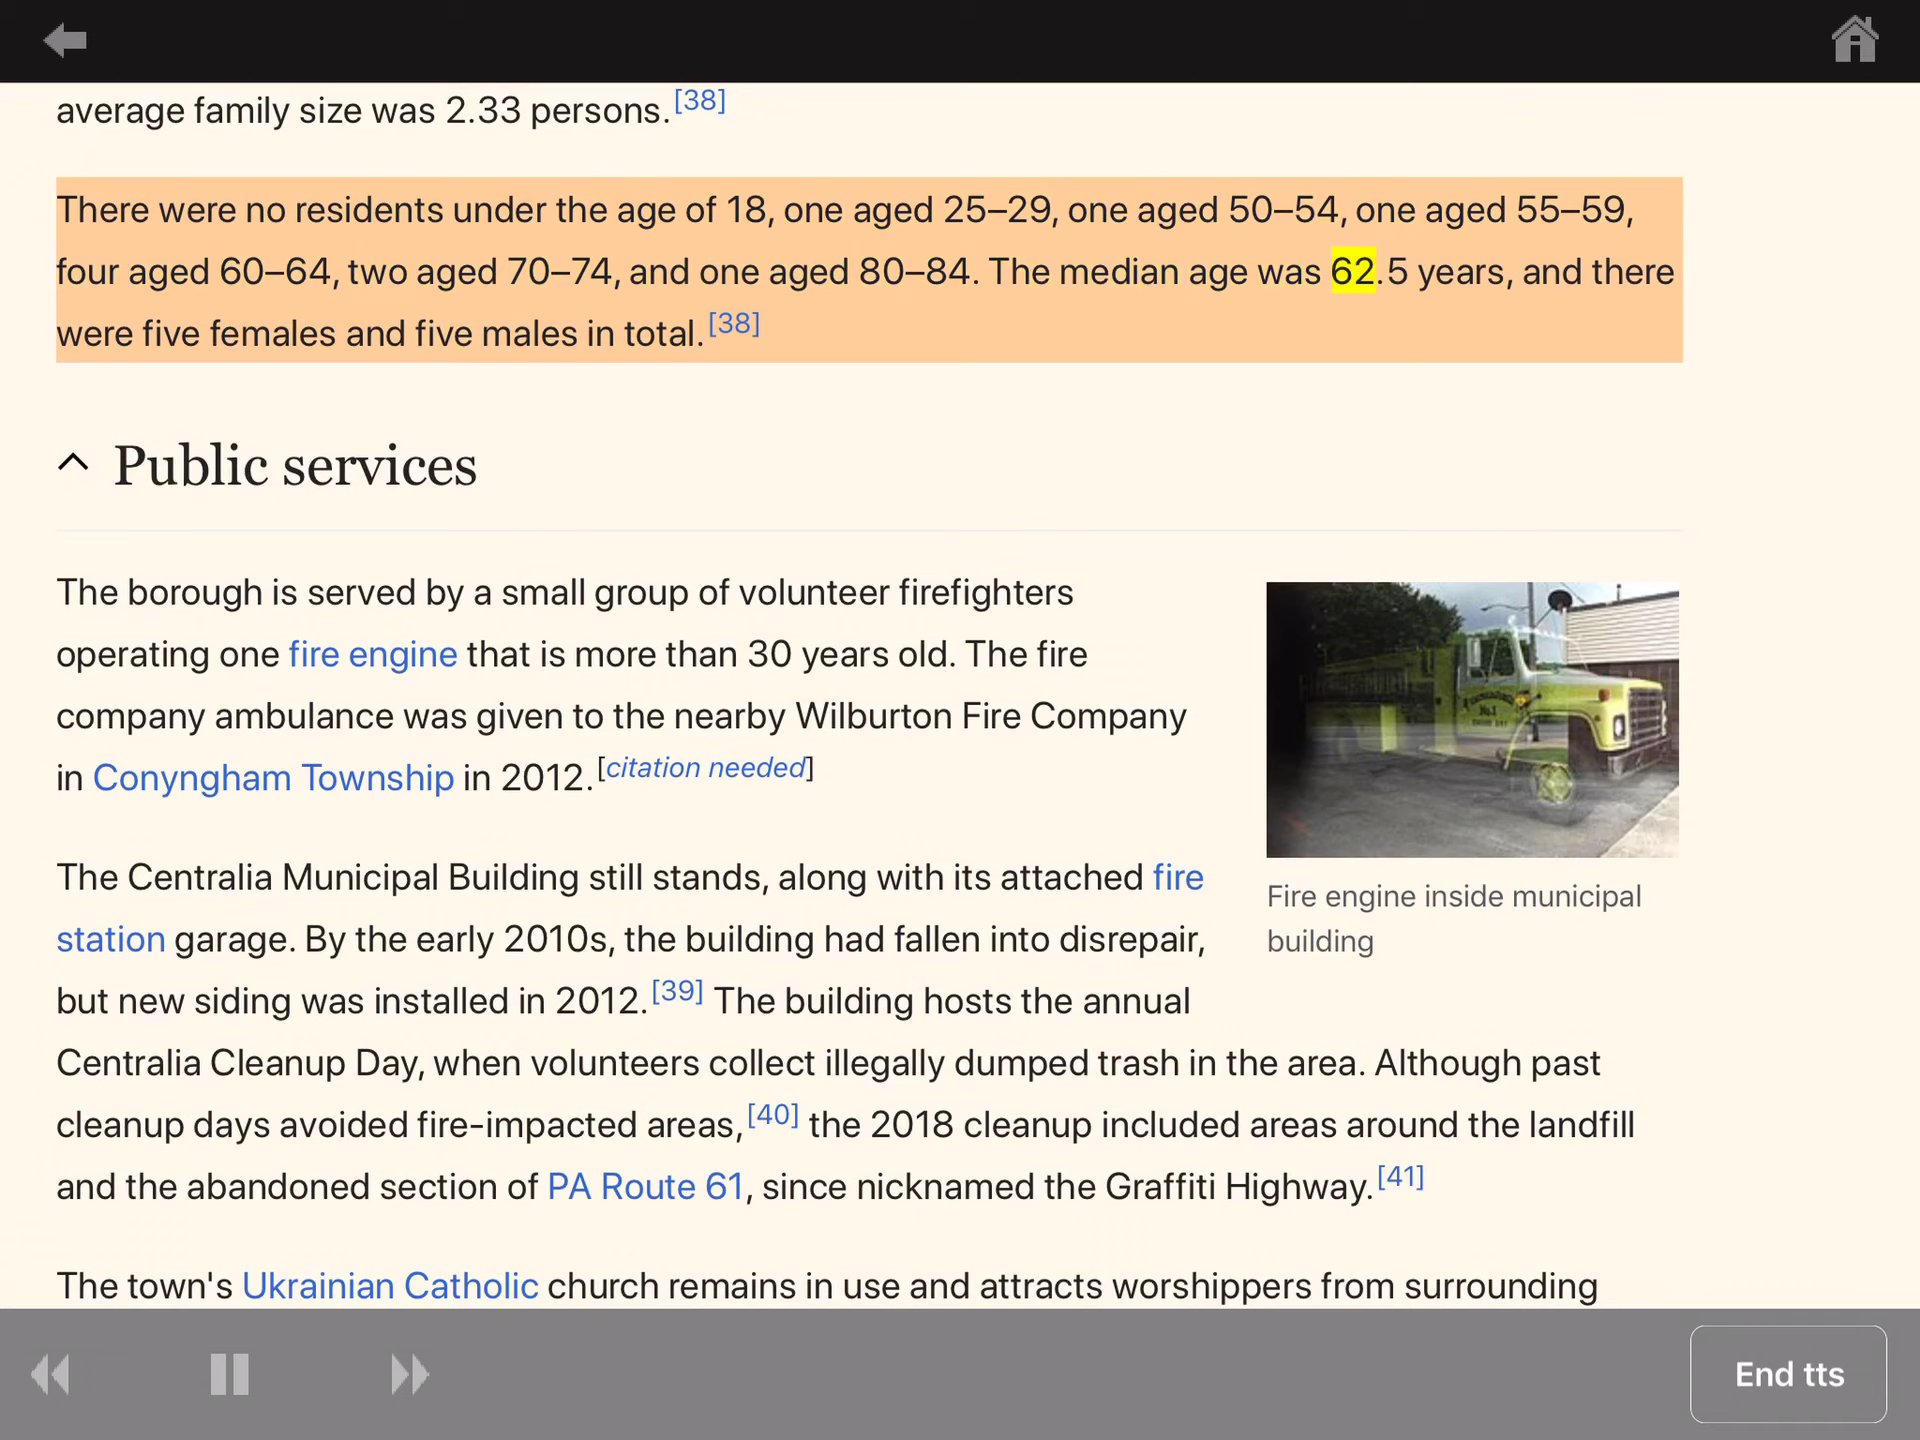 average family size was 2.33 persons.[38]
There were no residents under the age of 18, one aged 25–29, one aged 50–54, one aged 55–59,
four aged 60–64, two aged 70–74, and one aged 80–84. The median age was 62.5 years, and there
were five females and five males in total.[38]
Public services
The borough is served by a small group of volunteer firefighters
operating one fire engine that is more than 30 years old. The fire
company ambulance was given to the nearby Wilburton Fire Company
in Conyngham Township in 2012.[citation needed]
Fire engine inside municipal
building
The Centralia Municipal Building still stands, along with its attached fire
station garage. By the early 2010s, the building had fallen into disrepair,
but new siding was installed in 2012.[39] The building hosts the annual
Centralia Cleanup Day, when volunteers collect illegally dumped trash in the area. Although past
cleanup days avoided fire-impacted areas,[40] the 2018 cleanup included areas around the landfill
and the abandoned section of PA Route 61, since nicknamed the Graffiti Highway.[41]
The town's Ukrainian Catholic church remains in use and attracts worshippers from surrounding
End tts